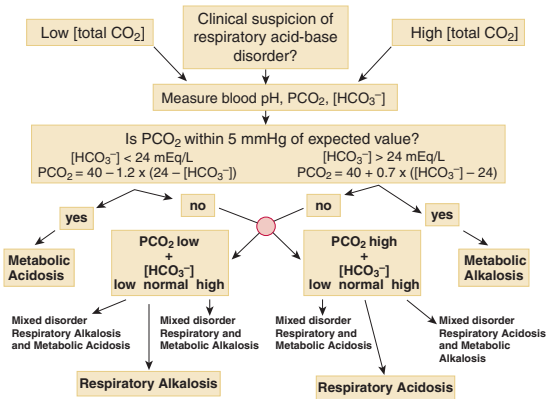 Low [total CO₂]
Clinical suspicion of
respiratory acid-base
disorder?
High [total CO₂]
Measure blood pH, PCO₂, [HCO₃⁻]
Is PCO₂ within 5 mmHg of expected value?
[HCO₃⁻] < 24 mEq/L
PCO₂ = 40 – 1.2 x (24 – [HCO₃⁻])
[HCO₃⁻] > 24 mEq/L
PCO₂ = 40 + 0.7 x ([HCO₃⁻] – 24)
yes
no
no
yes
Metabolic
Acidosis
PCO₂ low
+
[HCO₃⁻]
low normal high
PCO₂ high
+
[HCO₃⁻]
low normal high
Metabolic
Alkalosis
Mixed disorder
Respiratory Alkalosis
and Metabolic Acidosis
Mixed disorder
Respiratory and
Metabolic Alkalosis
Mixed disorder
Respiratory and
Metabolic Acidosis
Mixed disorder
Respiratory Acidosis
and Metabolic
Alkalosis
Respiratory Alkalosis
Respiratory Acidosis